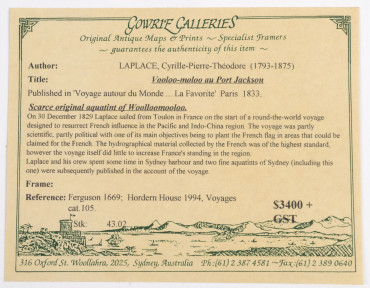 GOWRIE GALLERIES
Original Antique Maps & Prints ~ Specialist Framers
~ guarantees the authenticity of this item ~
Author: LAPLACE, Cyrille-Pierre-Théodore (1793-1875)
Title: Vooloo-moloo au Port Jackson
Published in 'Voyage autour du Monde ... La Favorite' Paris 1833.
Scarce original aquatint of Woolloomooloo.
On 30 December 1829 Laplace sailed from Toulon in France on the start of a round-the-world voyage
designed to resurrect French influence in the Pacific and Indo-China region. The voyage was partly
scientific, partly political with one of its main objectives being to plant the French flag in areas that could be
claimed for the French. The hydrographical material collected by the French was of the highest standard,
however the voyage itself did little to increase France's standing in the region.
Laplace and his crew spent some time in Sydney harbour and two fine aquatints of Sydney (including this
one) were subsequently published in the account of the voyage.
Frame:
Reference: Ferguson 1669; Hordern House 1994, Voyages
cat.105.
$3400 +
GST
Stk: 43.02
316 Oxford St. Woollahra, 2025, Sydney, Australia Ph:(61) 2 387 4581 ~ Fax:(61) 2 389 0640